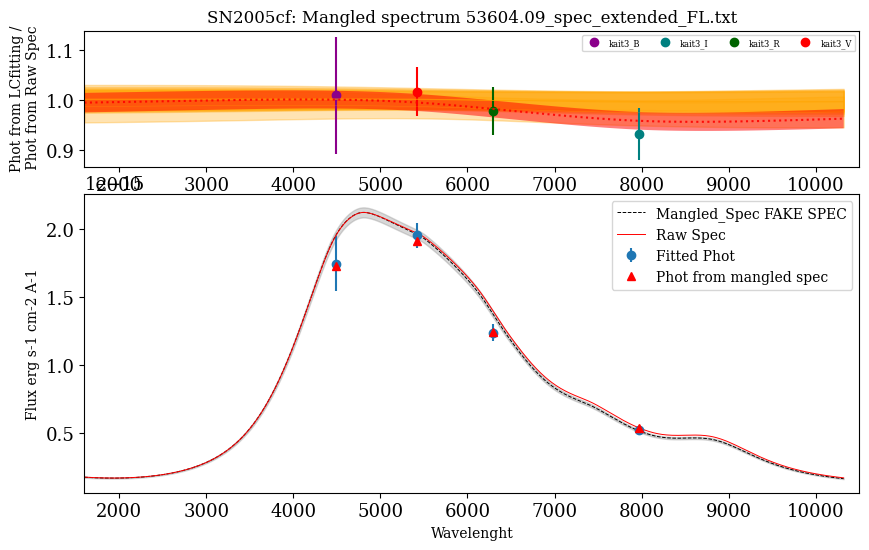 SN2005cf: Mangled spectrum 53604.09_spec_extended_FL.txt
Phot from LCfitting /
Phot from Raw Spec
1.1
1.0
0.9
kait3_B kait3_I kait3_R kait3_V
2000 3000 4000 5000 6000 7000 8000 9000 10000
1e−15
2.0
1.5
1.0
0.5
Flux erg s-1 cm-2 A-1
Mangled_Spec FAKE SPEC
Raw Spec
Fitted Phot
Phot from mangled spec
2000 3000 4000 5000 6000 7000 8000 9000 10000
Wavelenght